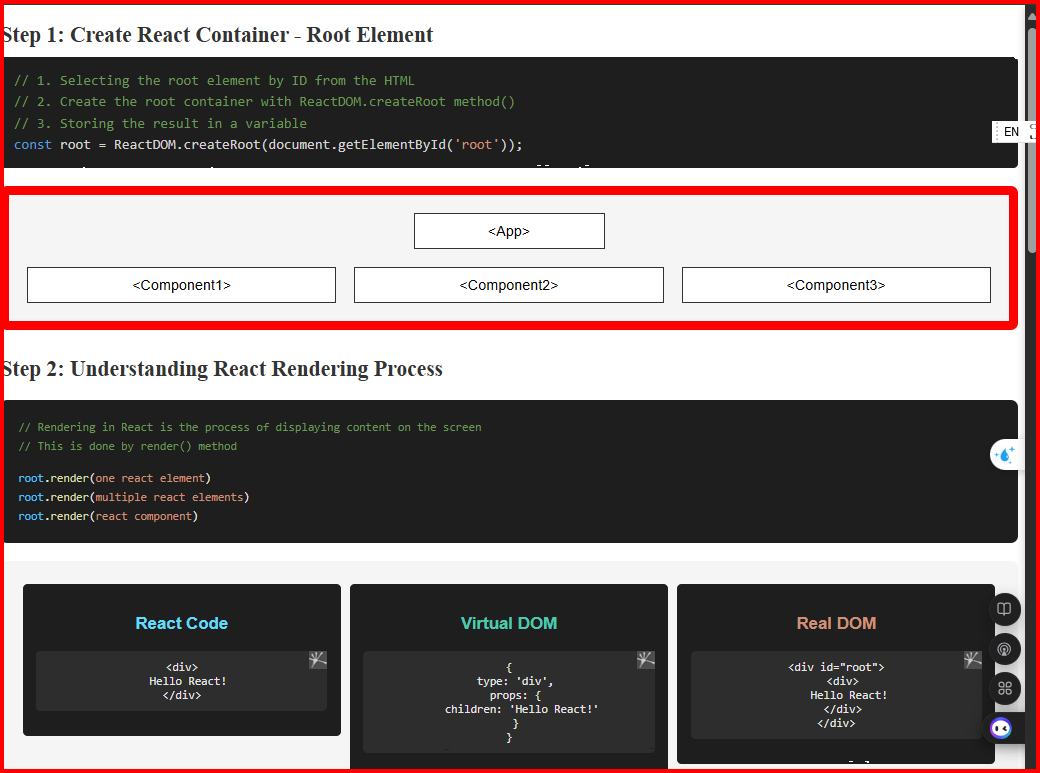 Step 1: Create React Container - Root Element
// 1. Selecting the root element by ID from the HTML
// 2. Create the root container with ReactDOM.createRoot method()
// 3. Storing the result in a variable
const root = ReactDOM.createRoot(document.getElementById('root'));
EN
<App>
<Component1> <Component2> <Component3>
Step 2: Understanding React Rendering Process
// Rendering in React is the process of displaying content on the screen
// This is done by render() method
root.render(one react element)
root.render(multiple react elements)
root.render(react component)
React Code
<div>
Hello React!
</div>
Virtual DOM
{
type: 'div',
props: {
children: 'Hello React!'
}
}
Real DOM
<div id="root">
<div>
Hello React!
</div>
</div>